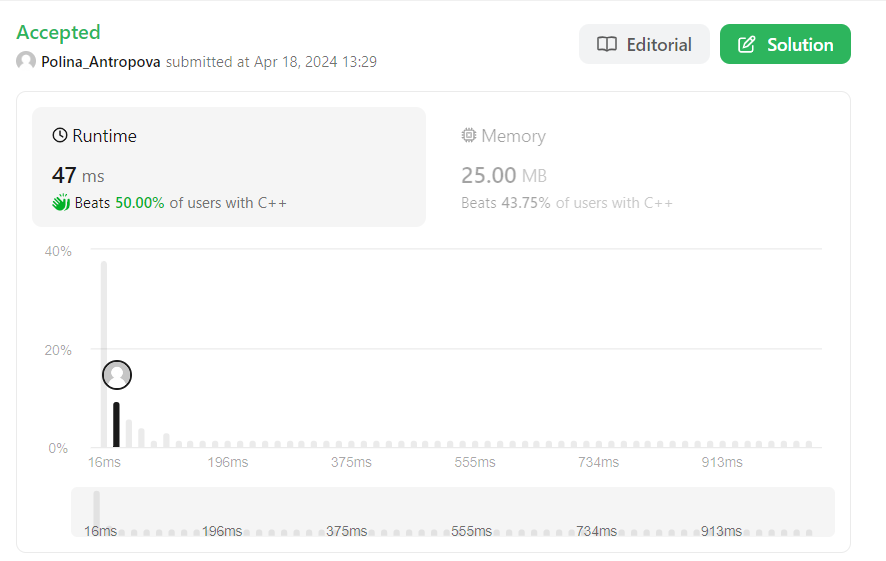 Accepted
Editorial
Solution
Polina_Antropova submitted at Apr 18, 2024 13:29
Runtime
Memory
47 ms
25.00 MB
Beats 50.00% of users with C++
Beats 43.75% of users with C++
40%
20%
0%
16ms 196ms 375ms 555ms 734ms 913ms
16ms 196ms 375ms 555ms 734ms 913ms